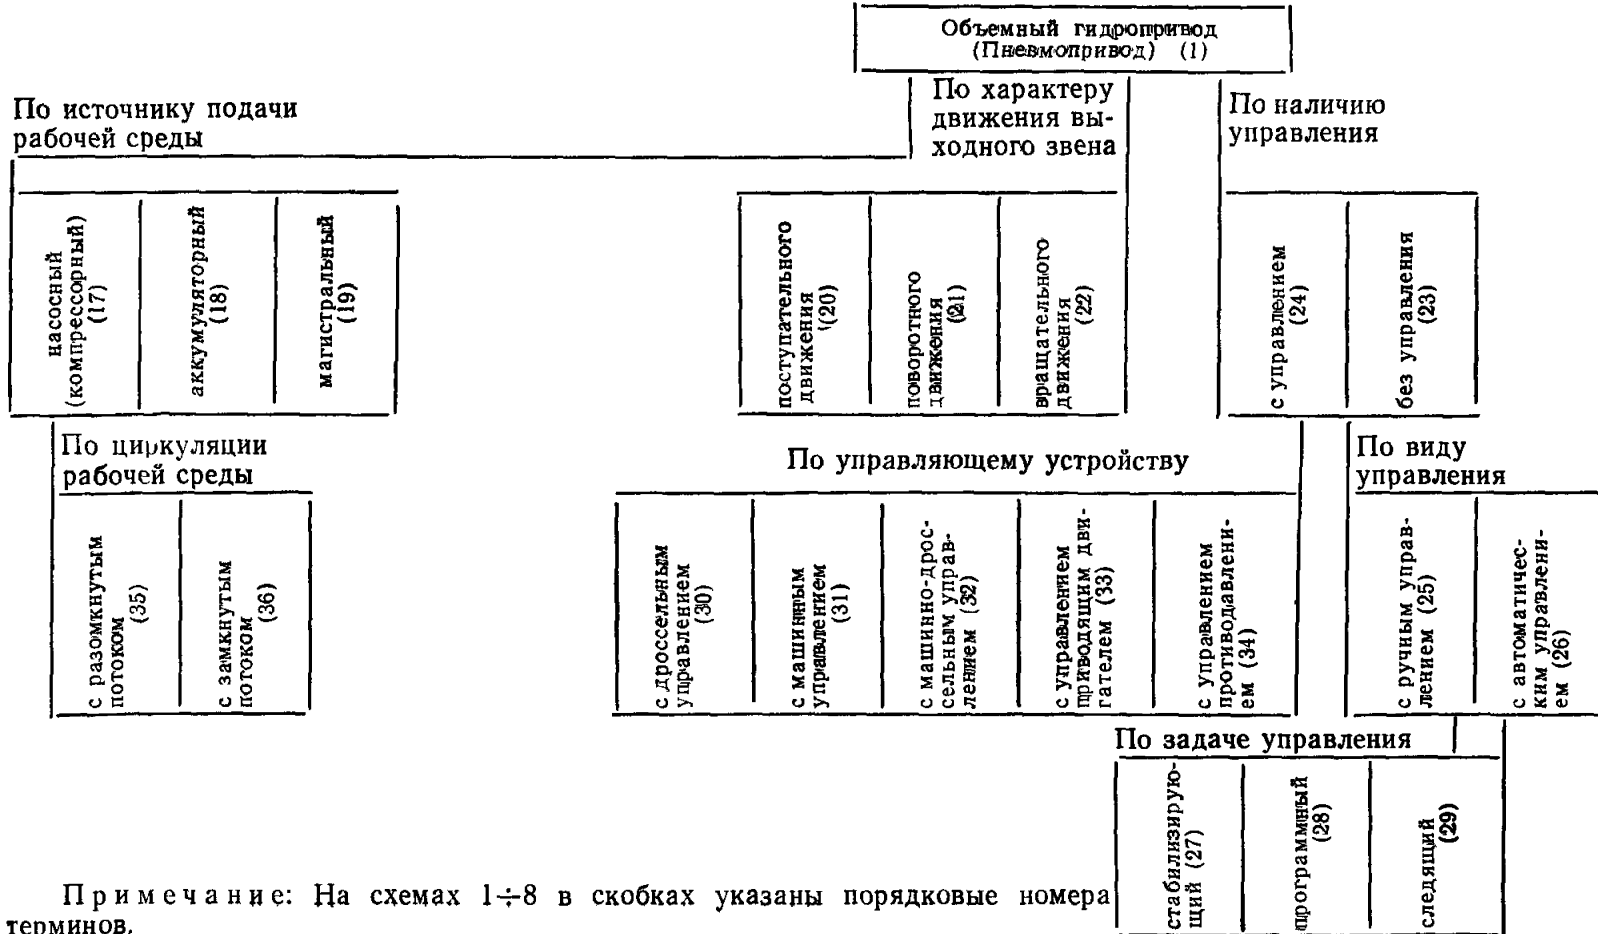 Объемный гидропривод
(Пневмопривод) (1)
По источнику подачи
рабочей среды
По характеру
движения вы-
ходного звена
По наличию
управления
насосный
(компрессорный)
(17)
аккумуляторный
(18)
магистральный
(19)
поступательного
движения
(20)
поворотного
движения
(21)
вращательного
движения
(22)
с управлением
(24)
без управления
(23)
По циркуляции
рабочей среды
По управляющему устройству
По виду
управления
с разомкнутым
потоком
(35)
с замкнутым
потоком
(36)
с дроссельным
управлением
(30)
с машинным
управлением
(31)
с машинно-дрос-
сельным управ-
лением (32)
с управлением
приводящим дви-
гателем (33)
с управлением
противодавлени-
ем (34)
с ручным управ-
лением (25)
с автоматичес-
ким управлени-
ем (26)
По задаче управления
стабилизирую-
щий (27)
программный
(28)
следящий
(29)
Примечание: На схемах 1÷8 в скобках указаны порядковые номера
терминов.